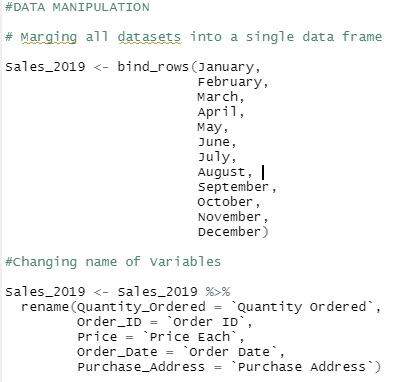 #DATA MANIPULATION
# Marging all datasets into a single data frame
Sales_2019 <- bind_rows(January,
February,
March,
April,
May,
June,
July,
August,
September,
October,
November,
December)
#Changing name of Variables
Sales_2019 <- Sales_2019 %>%
rename(Quantity_Ordered = `Quantity Ordered`,
Order_ID = `Order ID`,
Price = `Price Each`,
Order_Date = `Order Date`,
Purchase_Address = `Purchase Address`)